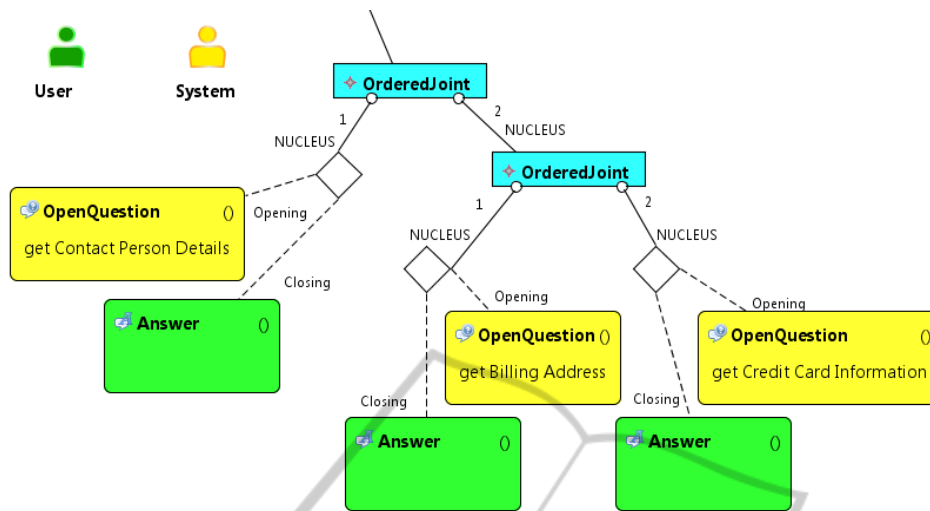 User
System
OrderedJoint
1
NUCLEUS
2
NUCLEUS
OrderedJoint
OpenQuestion ()
get Contact Person Details
Opening
Closing
Answer ()
1
NUCLEUS
2
NUCLEUS
Opening
OpenQuestion ()
get Billing Address
Closing
Answer ()
Opening
OpenQuestion ()
get Credit Card Information
Closing
Answer ()